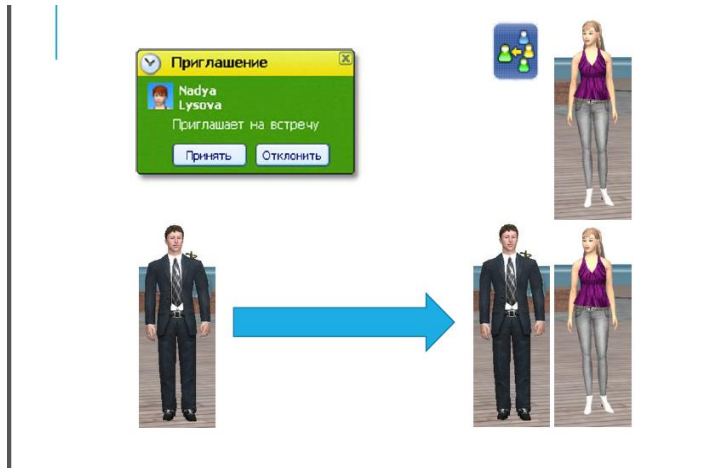 Приглашение
Nadya
Lysova
Приглашает на встречу
Принять Отклонить